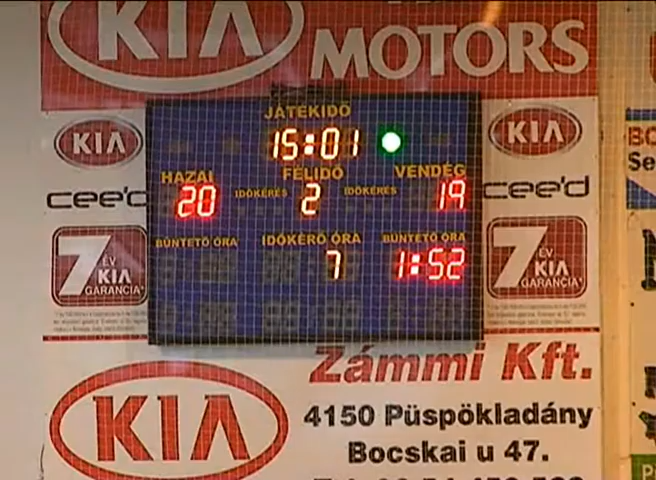 KIA
MOTORS
JÁTÉKIDŐ
15:01
KIA
KIA
HAZAI FÉLIDŐ VENDÉG
cee'd 20 IDŐKÉRÉS 2 IDŐKÉRÉS 19 cee'd
BÜNTETŐ ÓRA IDŐKÉRŐ ÓRA BÜNTETŐ ÓRA
7 1:52
7 ÉV
KIA
GARANCIA
7 ÉV
KIA
GARANCIA
Zámmi Kft.
KIA
4150 Püspökladány
Bocskai u 47.